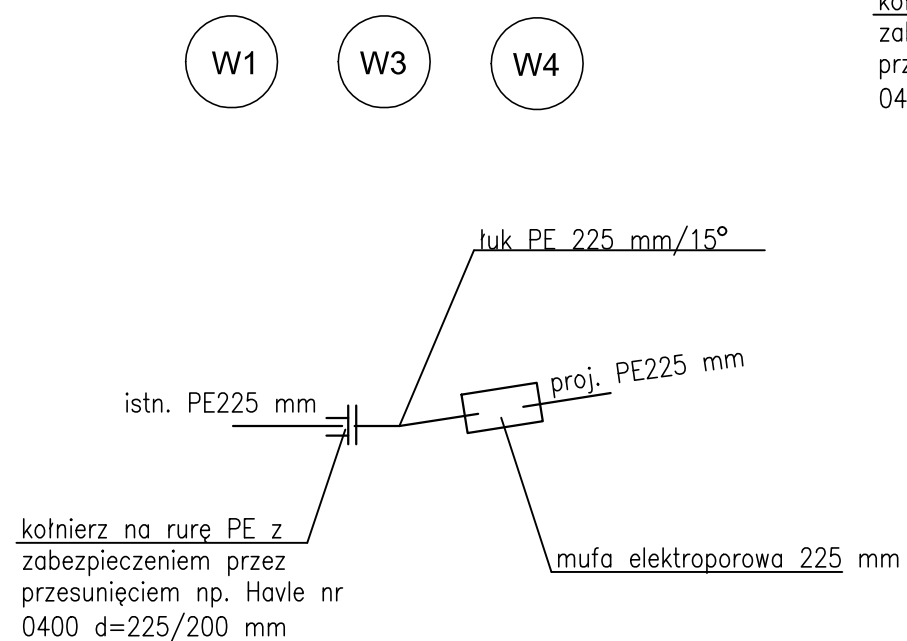 W1 W3 W4
łuk PE 225 mm/15°
proj. PE225 mm
istn. PE225 mm
kołnierz na rurę PE z
zabezpieczeniem przez
przesunięciem np. Havle nr
0400 d=225/200 mm
mufa elektroporowa 225 mm